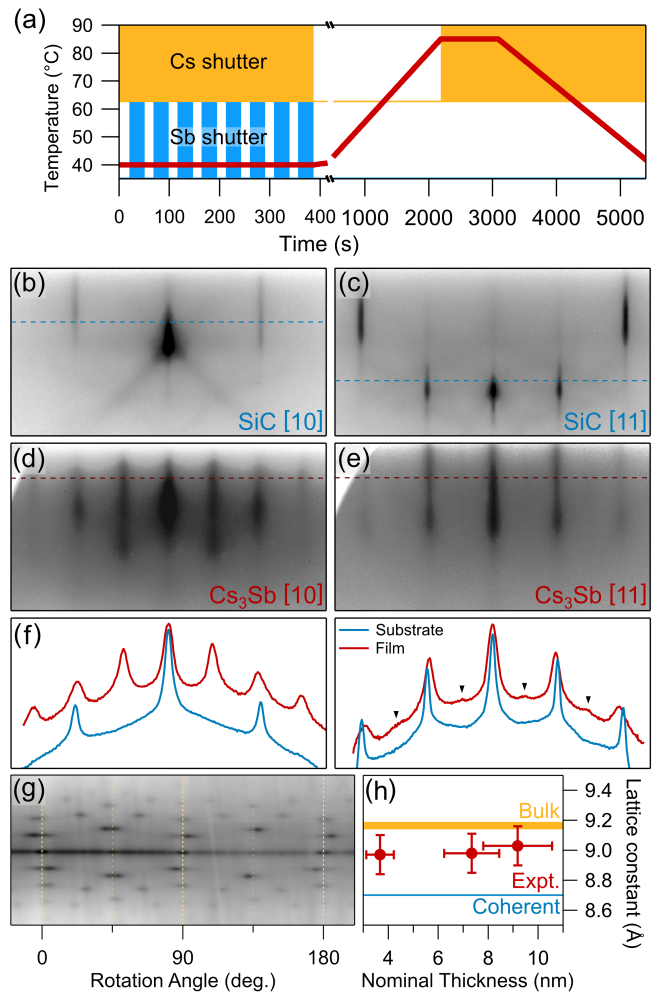 (a)
90
80
70
60
50
40
Temperature (°C)
Cs shutter
Sb shutter
0 100 200 300 400 1000 2000 3000 4000 5000
Time (s)
(b)
SiC [10]
(c)
SiC [11]
(d)
Cs₃Sb [10]
(e)
Cs₃Sb [11]
(f)
Substrate
Film
(g)
0 90 180
Rotation Angle (deg.)
(h)
Bulk
Expt.
Coherent
9.4
9.2
9.0
8.8
8.6
Lattice constant (Å)
4 6 8 10
Nominal Thickness (nm)